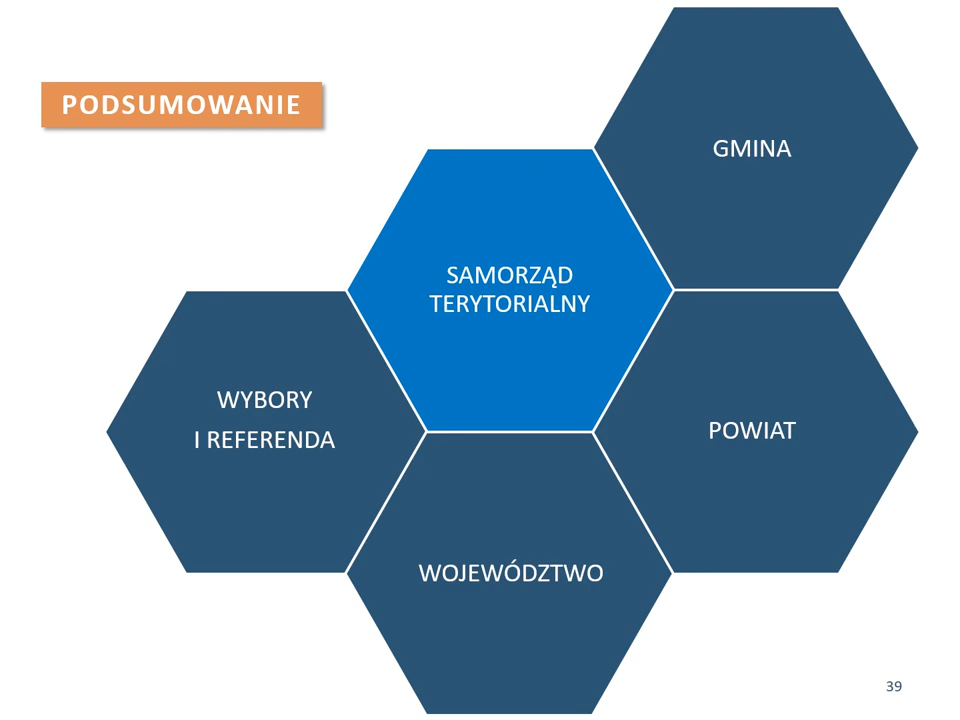 PODSUMOWANIE
GMINA
SAMORZĄD
TERYTORIALNY
WYBORY
I REFERENDA
POWIAT
WOJEWÓDZTWO
39